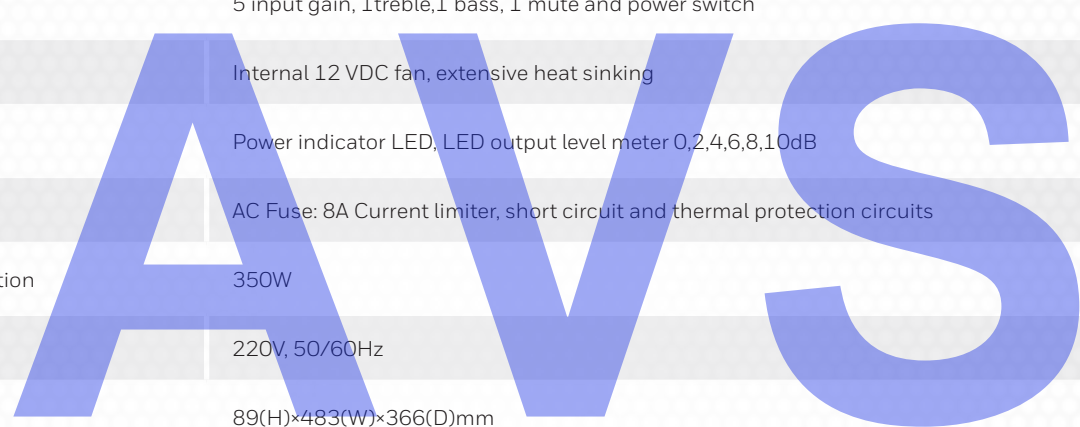 5 input gain, 1treble,1 bass, 1 mute and power switch
Internal 12 VDC fan, extensive heat sinking
Power indicator LED, LED output level meter 0,2,4,6,8,10dB
AC Fuse: 8A Current limiter, short circuit and thermal protection circuits
tion 350W
220V, 50/60Hz
89(H)×483(W)×366(D)mm
AVS